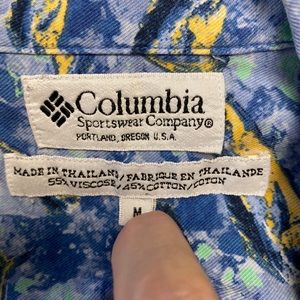 Columbia
Sportswear Company®
PORTLAND, OREGON U.S.A.
MADE IN THAILAND / FABRIQUE EN THAILANDE
55% VISCOSE / 45% COTTON/COTON
M